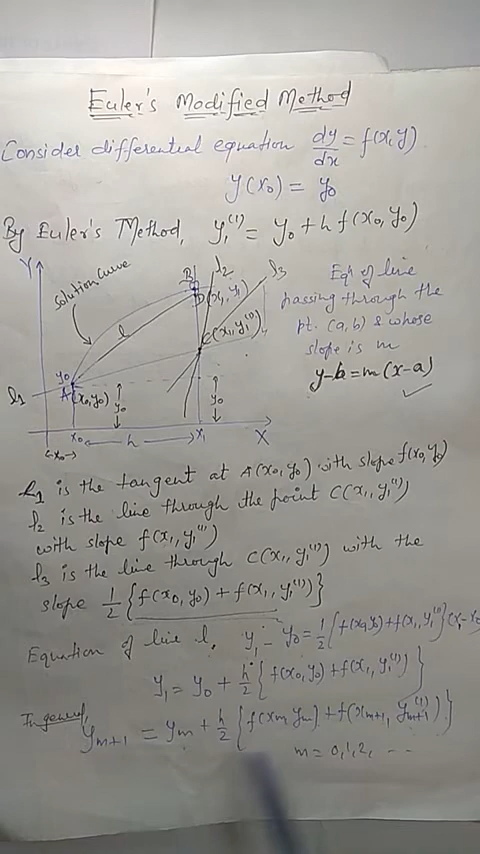 Euler's Modified Method
Consider differential equation dy/dx = f(x,y)
y(x₀) = y₀
By Euler's Method, y₁⁽¹⁾ = y₀ + h f(x₀, y₀)
Y
Solution Curve
l
B
l₂
l₃
D(x₁, y₁)
C(x₁, y₁⁽¹⁾)
Eqn of line
passing through the
pt. (a, b) & whose
slope is m
y-b = m(x-a)
l₁
y₀
A(x₀, y₀)
y₀
y₀
x₀
h
x₁
X
x₀
l₁ is the tangent at A(x₀, y₀) with slope f(x₀, y₀)
l₂ is the line through the point C(x₁, y₁⁽¹⁾)
with slope f(x₁, y₁⁽¹⁾)
l₃ is the line through C(x₁, y₁⁽¹⁾) with the
slope 1/2 {f(x₀, y₀) + f(x₁, y₁⁽¹⁾)}
Equation of line l, y₁ - y₀ = 1/2 {f(x₀, y₀) + f(x₁, y₁⁽¹⁾)} (x₁ - x₀)
y₁ = y₀ + h/2 {f(x₀, y₀) + f(x₁, y₁⁽¹⁾)}
In general,
yₘ₊₁ = yₘ + h/2 {f(xₘ, yₘ) + f(xₘ₊₁, yₘ₊₁⁽¹⁾)}
m = 0, 1, 2, ...